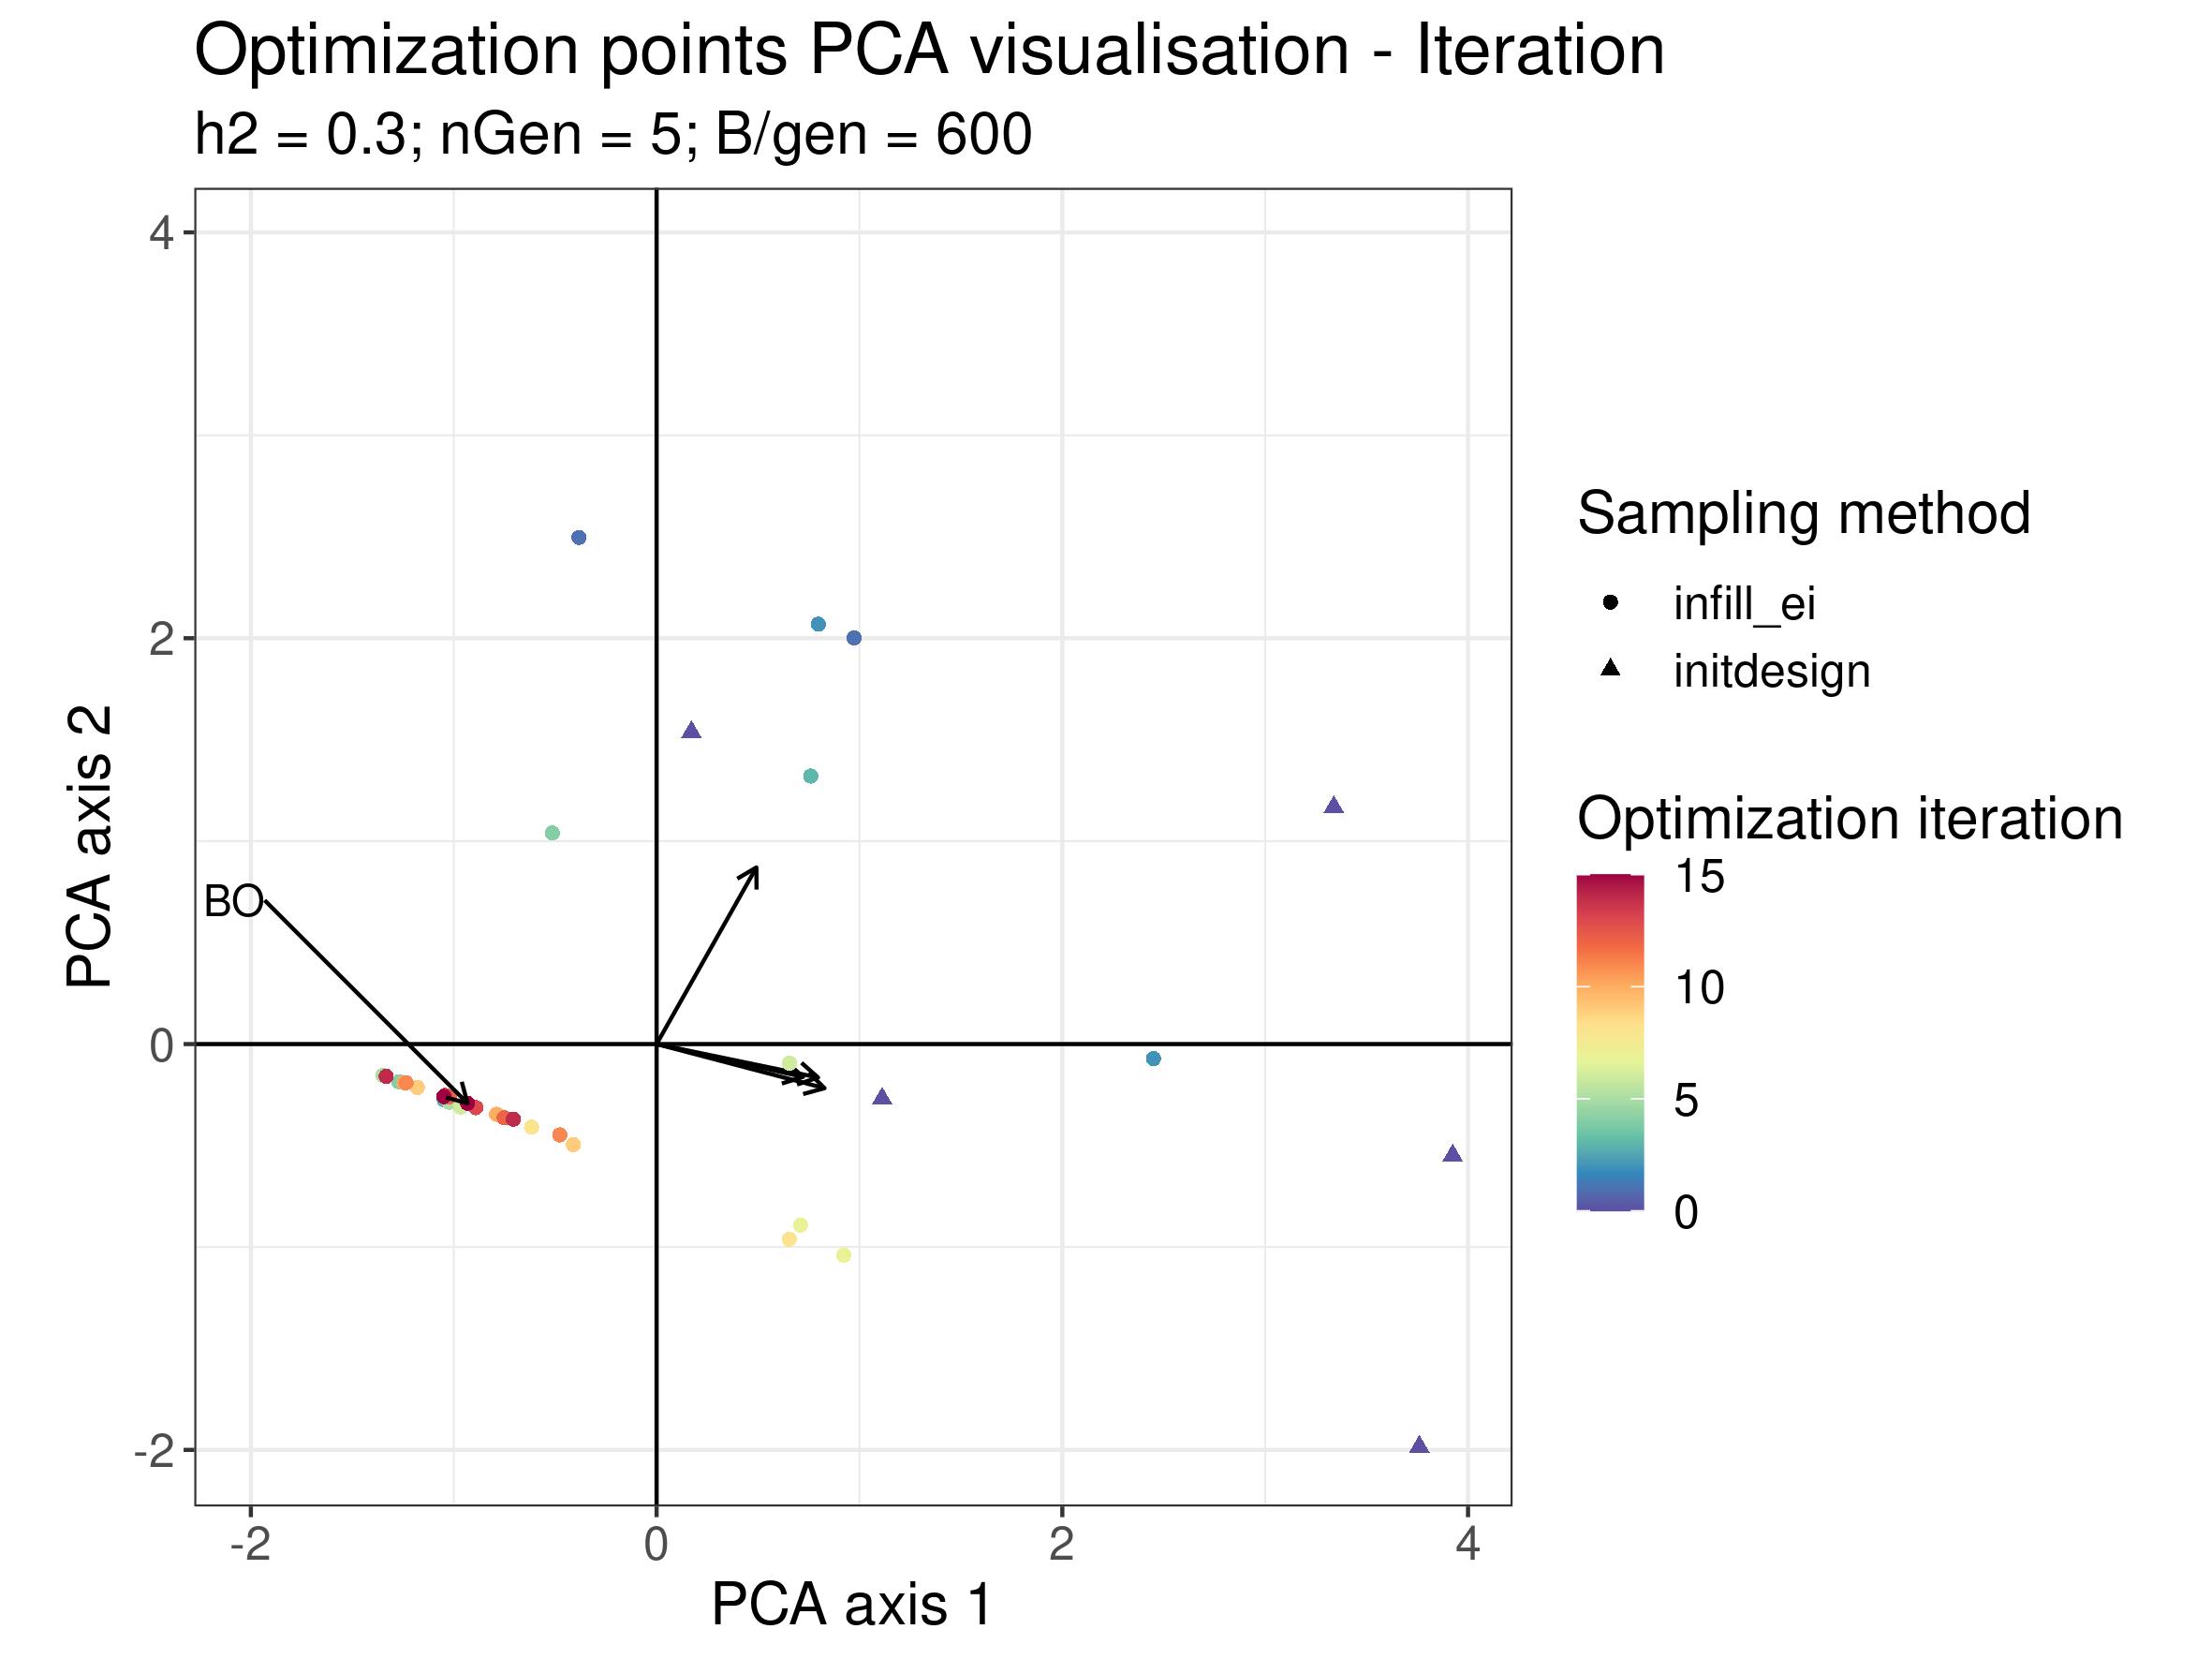 Optimization points PCA visualisation - Iteration
h2 = 0.3; nGen = 5; B/gen = 600
PCA axis 2
4
2
0
-2
BO
-2
0
2
4
PCA axis 1
Sampling method
infill_ei
initdesign
Optimization iteration
15
10
5
0